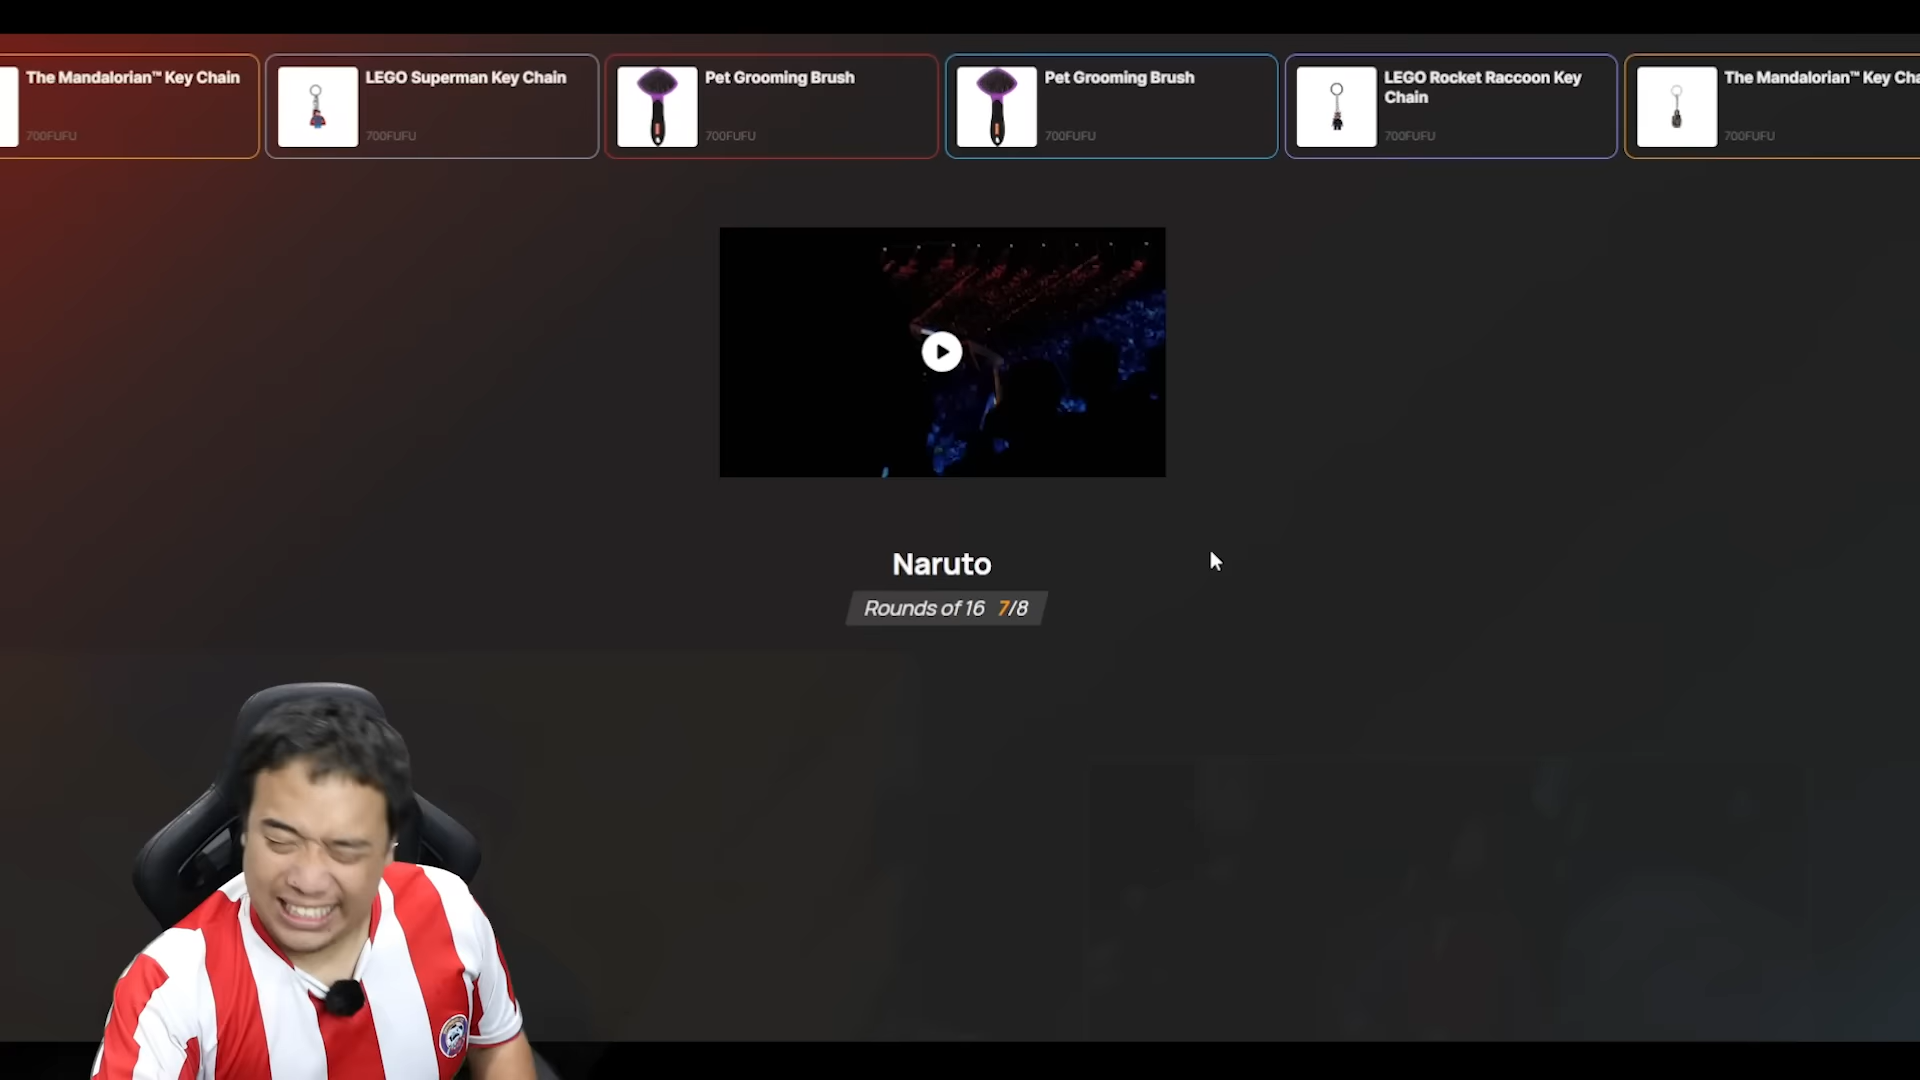 The Mandalorian™ Key Chain
700FUFU
LEGO Superman Key Chain
700FUFU
Pet Grooming Brush
700FUFU
Pet Grooming Brush
700FUFU
LEGO Rocket Raccoon Key
Chain
700FUFU
The Mandalorian™ Key Cha
700FUFU
Naruto
Rounds of 16 7/8